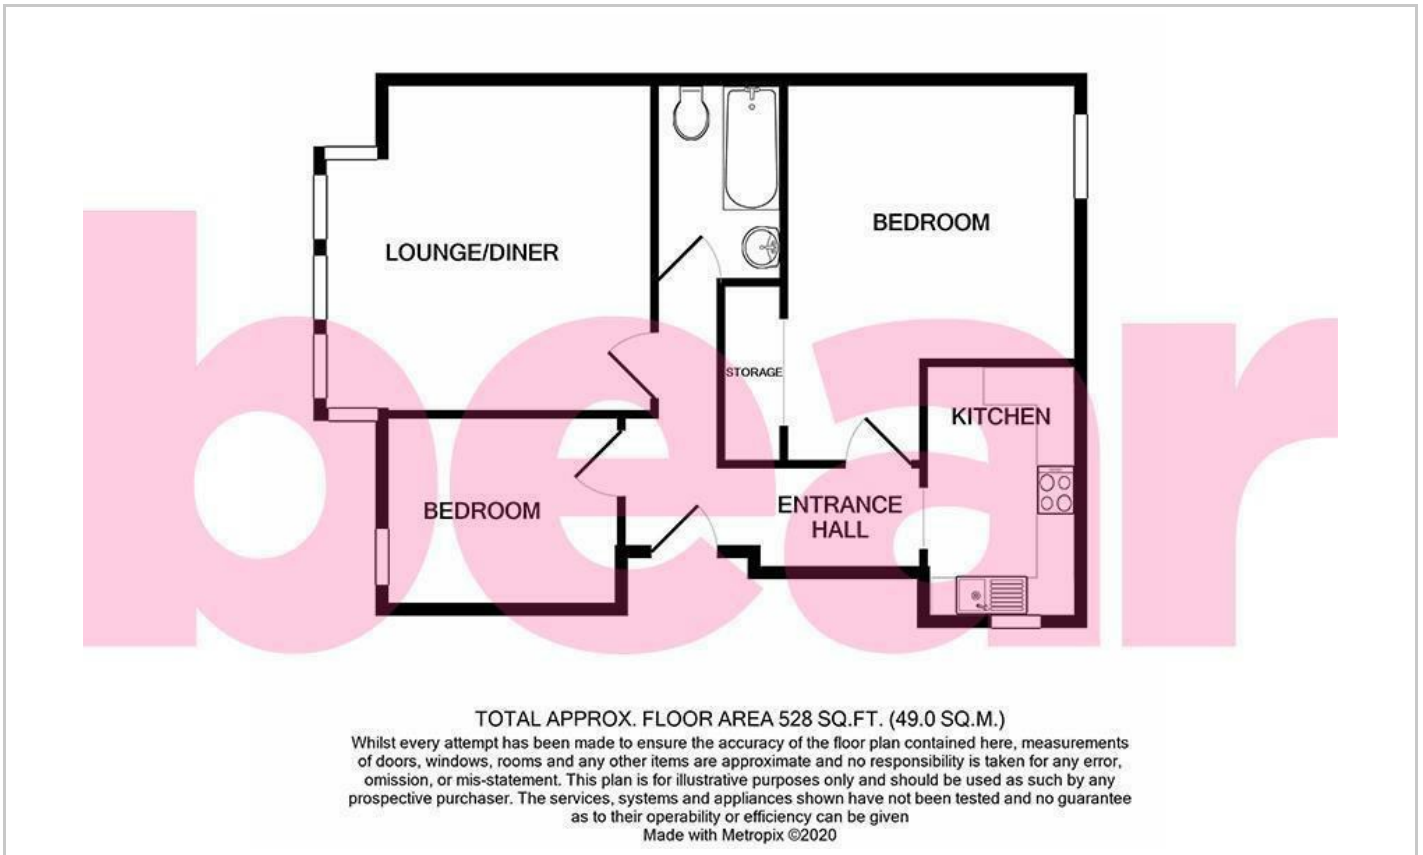 LOUNGE/DINER
BEDROOM
STORAGE
KITCHEN
BEDROOM
ENTRANCE
HALL
bear
TOTAL APPROX. FLOOR AREA 528 SQ.FT. (49.0 SQ.M.)
Whilst every attempt has been made to ensure the accuracy of the floor plan contained here, measurements
of doors, windows, rooms and any other items are approximate and no responsibility is taken for any error,
omission, or mis-statement. This plan is for illustrative purposes only and should be used as such by any
prospective purchaser. The services, systems and appliances shown have not been tested and no guarantee
as to their operability or efficiency can be given
Made with Metropix ©2020